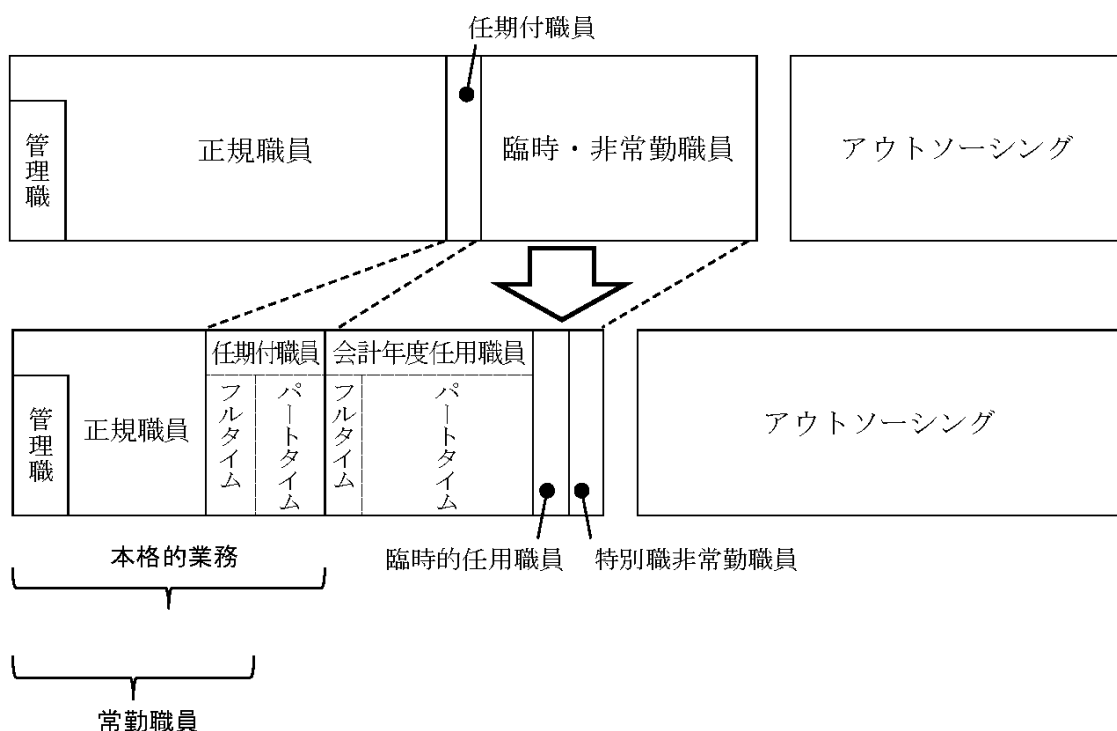 任期付職員
管理職
正規職員
臨時・非常勤職員
アウトソーシング
任期付職員
会計年度任用職員
管理職
正規職員
フルタイム
パートタイム
フルタイム
パートタイム
アウトソーシング
本格的業務
臨時的任用職員
特別職非常勤職員
常勤職員